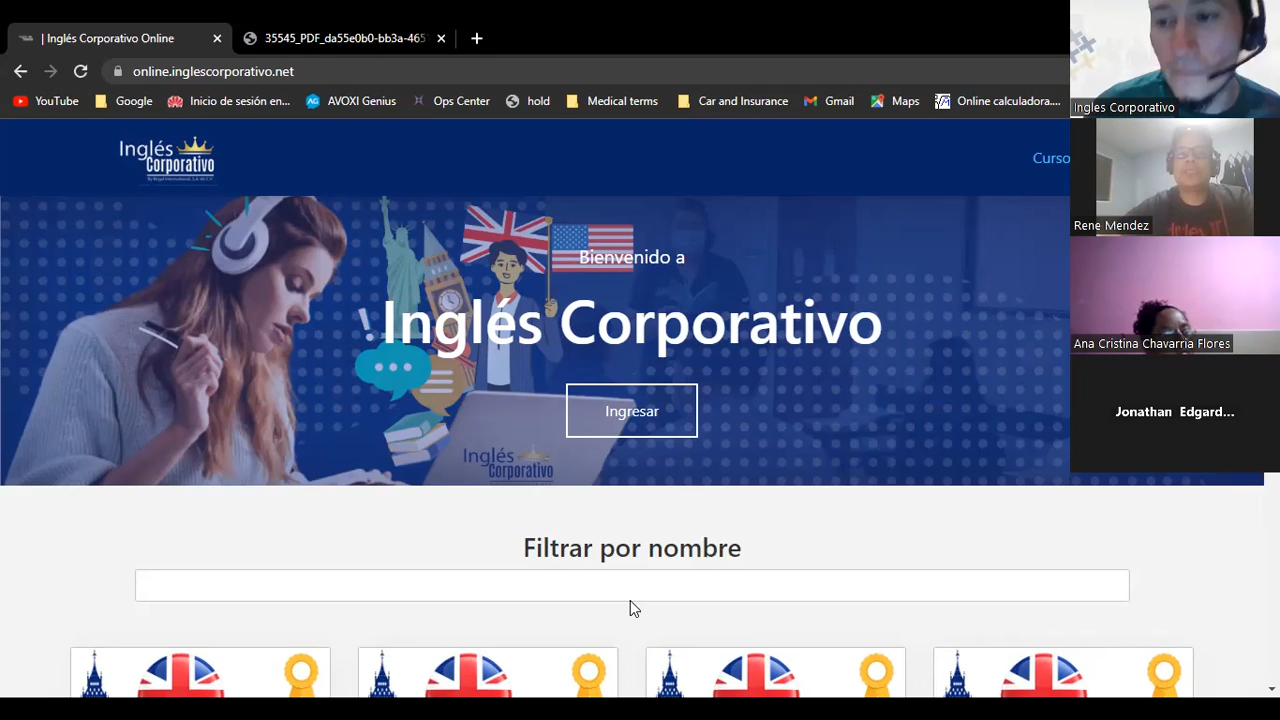 | Inglés Corporativo Online
35545_PDF_da55e0b0-bb3a-465
online.inglescorporativo.net
YouTube
Google
Inicio de sesión en...
AVOXI Genius
Ops Center
hold
Medical terms
Car and Insurance
Gmail
Maps
Online calculadora....
Ingles Corporativo
Inglés
Corporativo
Curso
Rene Mendez
Bienvenido a
Inglés Corporativo
Ingresar
Ana Cristina Chavarria Flores
Jonathan Edgard...
Inglés
Corporativo
Filtrar por nombre